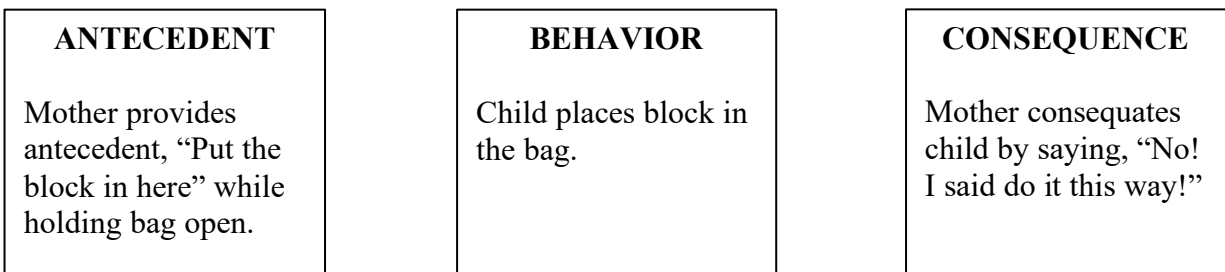 ANTECEDENT
Mother provides
antecedent, “Put the
block in here” while
holding bag open.
BEHAVIOR
Child places block in
the bag.
CONSEQUENCE
Mother consequates
child by saying, “No!
I said do it this way!”